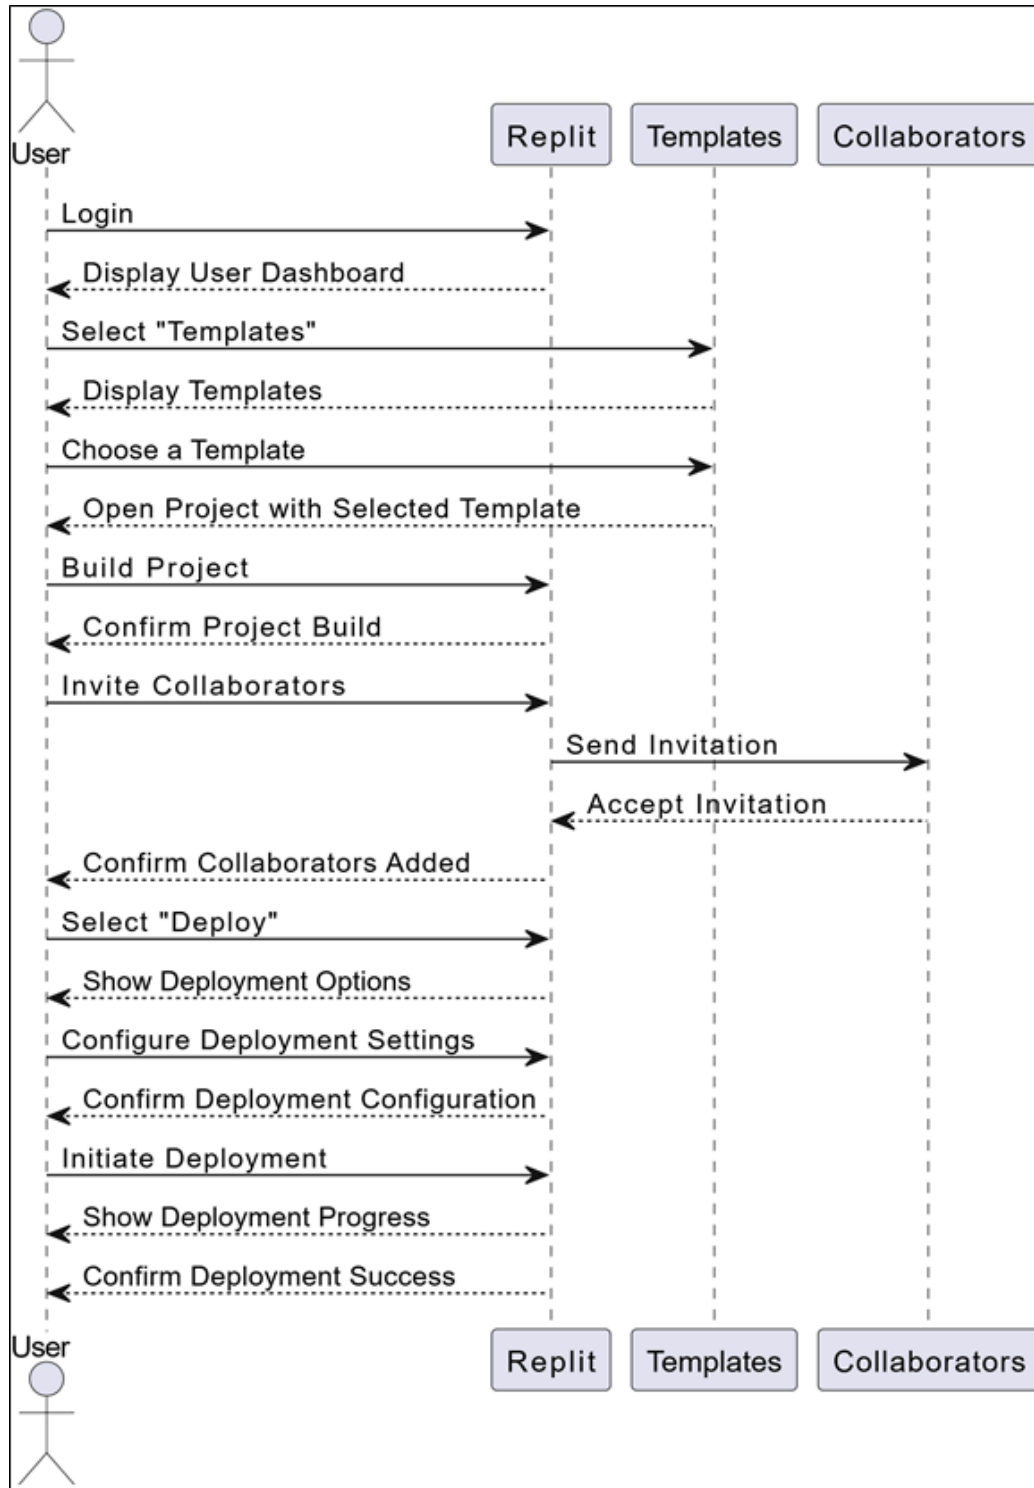 User
Replit
Templates
Collaborators
Login
Display User Dashboard
Select "Templates"
Display Templates
Choose a Template
Open Project with Selected Template
Build Project
Confirm Project Build
Invite Collaborators
Send Invitation
Accept Invitation
Confirm Collaborators Added
Select "Deploy"
Show Deployment Options
Configure Deployment Settings
Confirm Deployment Configuration
Initiate Deployment
Show Deployment Progress
Confirm Deployment Success
User
Replit
Templates
Collaborators